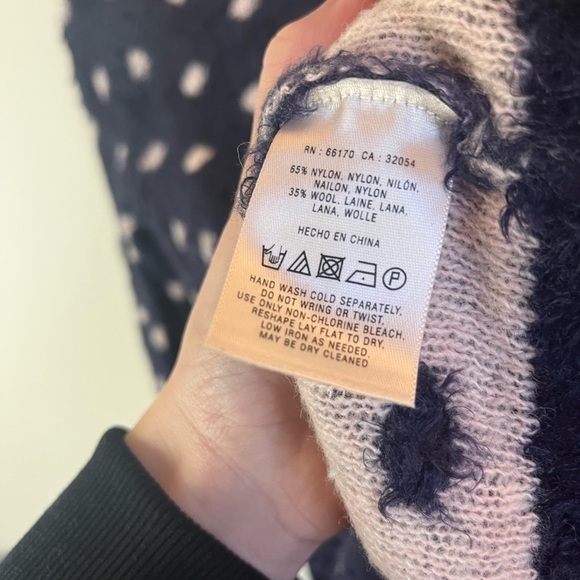 RN : 66170 CA : 32054
65% NYLON, NYLON, NILÓN,
NAILON, NYLON
35% WOOL, LAINE, LANA,
LANA, WOLLE
HECHO EN CHINA
P
HAND WASH COLD SEPARATELY.
DO NOT WRING OR TWIST.
USE ONLY NON-CHLORINE BLEACH.
RESHAPE LAY FLAT TO DRY.
LOW IRON AS NEEDED.
MAY BE DRY CLEANED